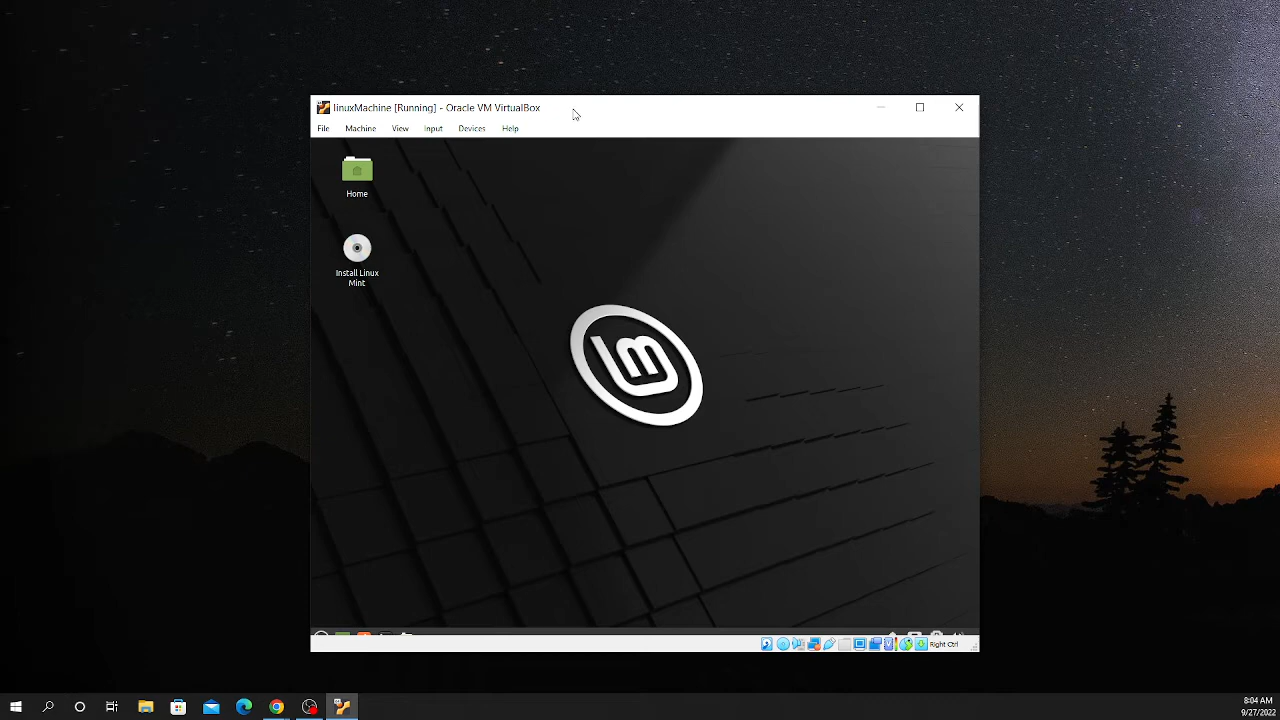 linuxMachine [Running] - Oracle VM VirtualBox
File Machine View Input Devices Help
Home
Install Linux
Mint
lm
Right Ctrl
8:04 AM
9/27/2022